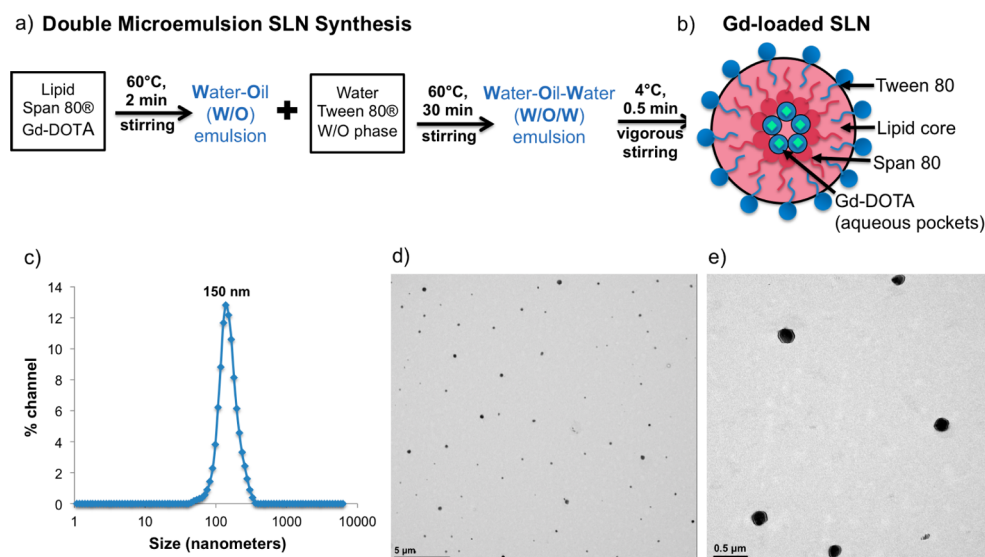 a) Double Microemulsion SLN Synthesis
Lipid
Span 80®
Gd-DOTA
60°C,
2 min
stirring
Water-Oil
(W/O)
emulsion
+
Water
Tween 80®
W/O phase
60°C,
30 min
stirring
Water-Oil-Water
(W/O/W)
emulsion
4°C,
0.5 min
vigorous
stirring
b) Gd-loaded SLN
Tween 80
Lipid core
Span 80
Gd-DOTA
(aqueous pockets)
c)
150 nm
% channel
14
12
10
8
6
4
2
0
1 10 100 1000 10000
Size (nanometers)
d)
5 µm
e)
0.5 µm